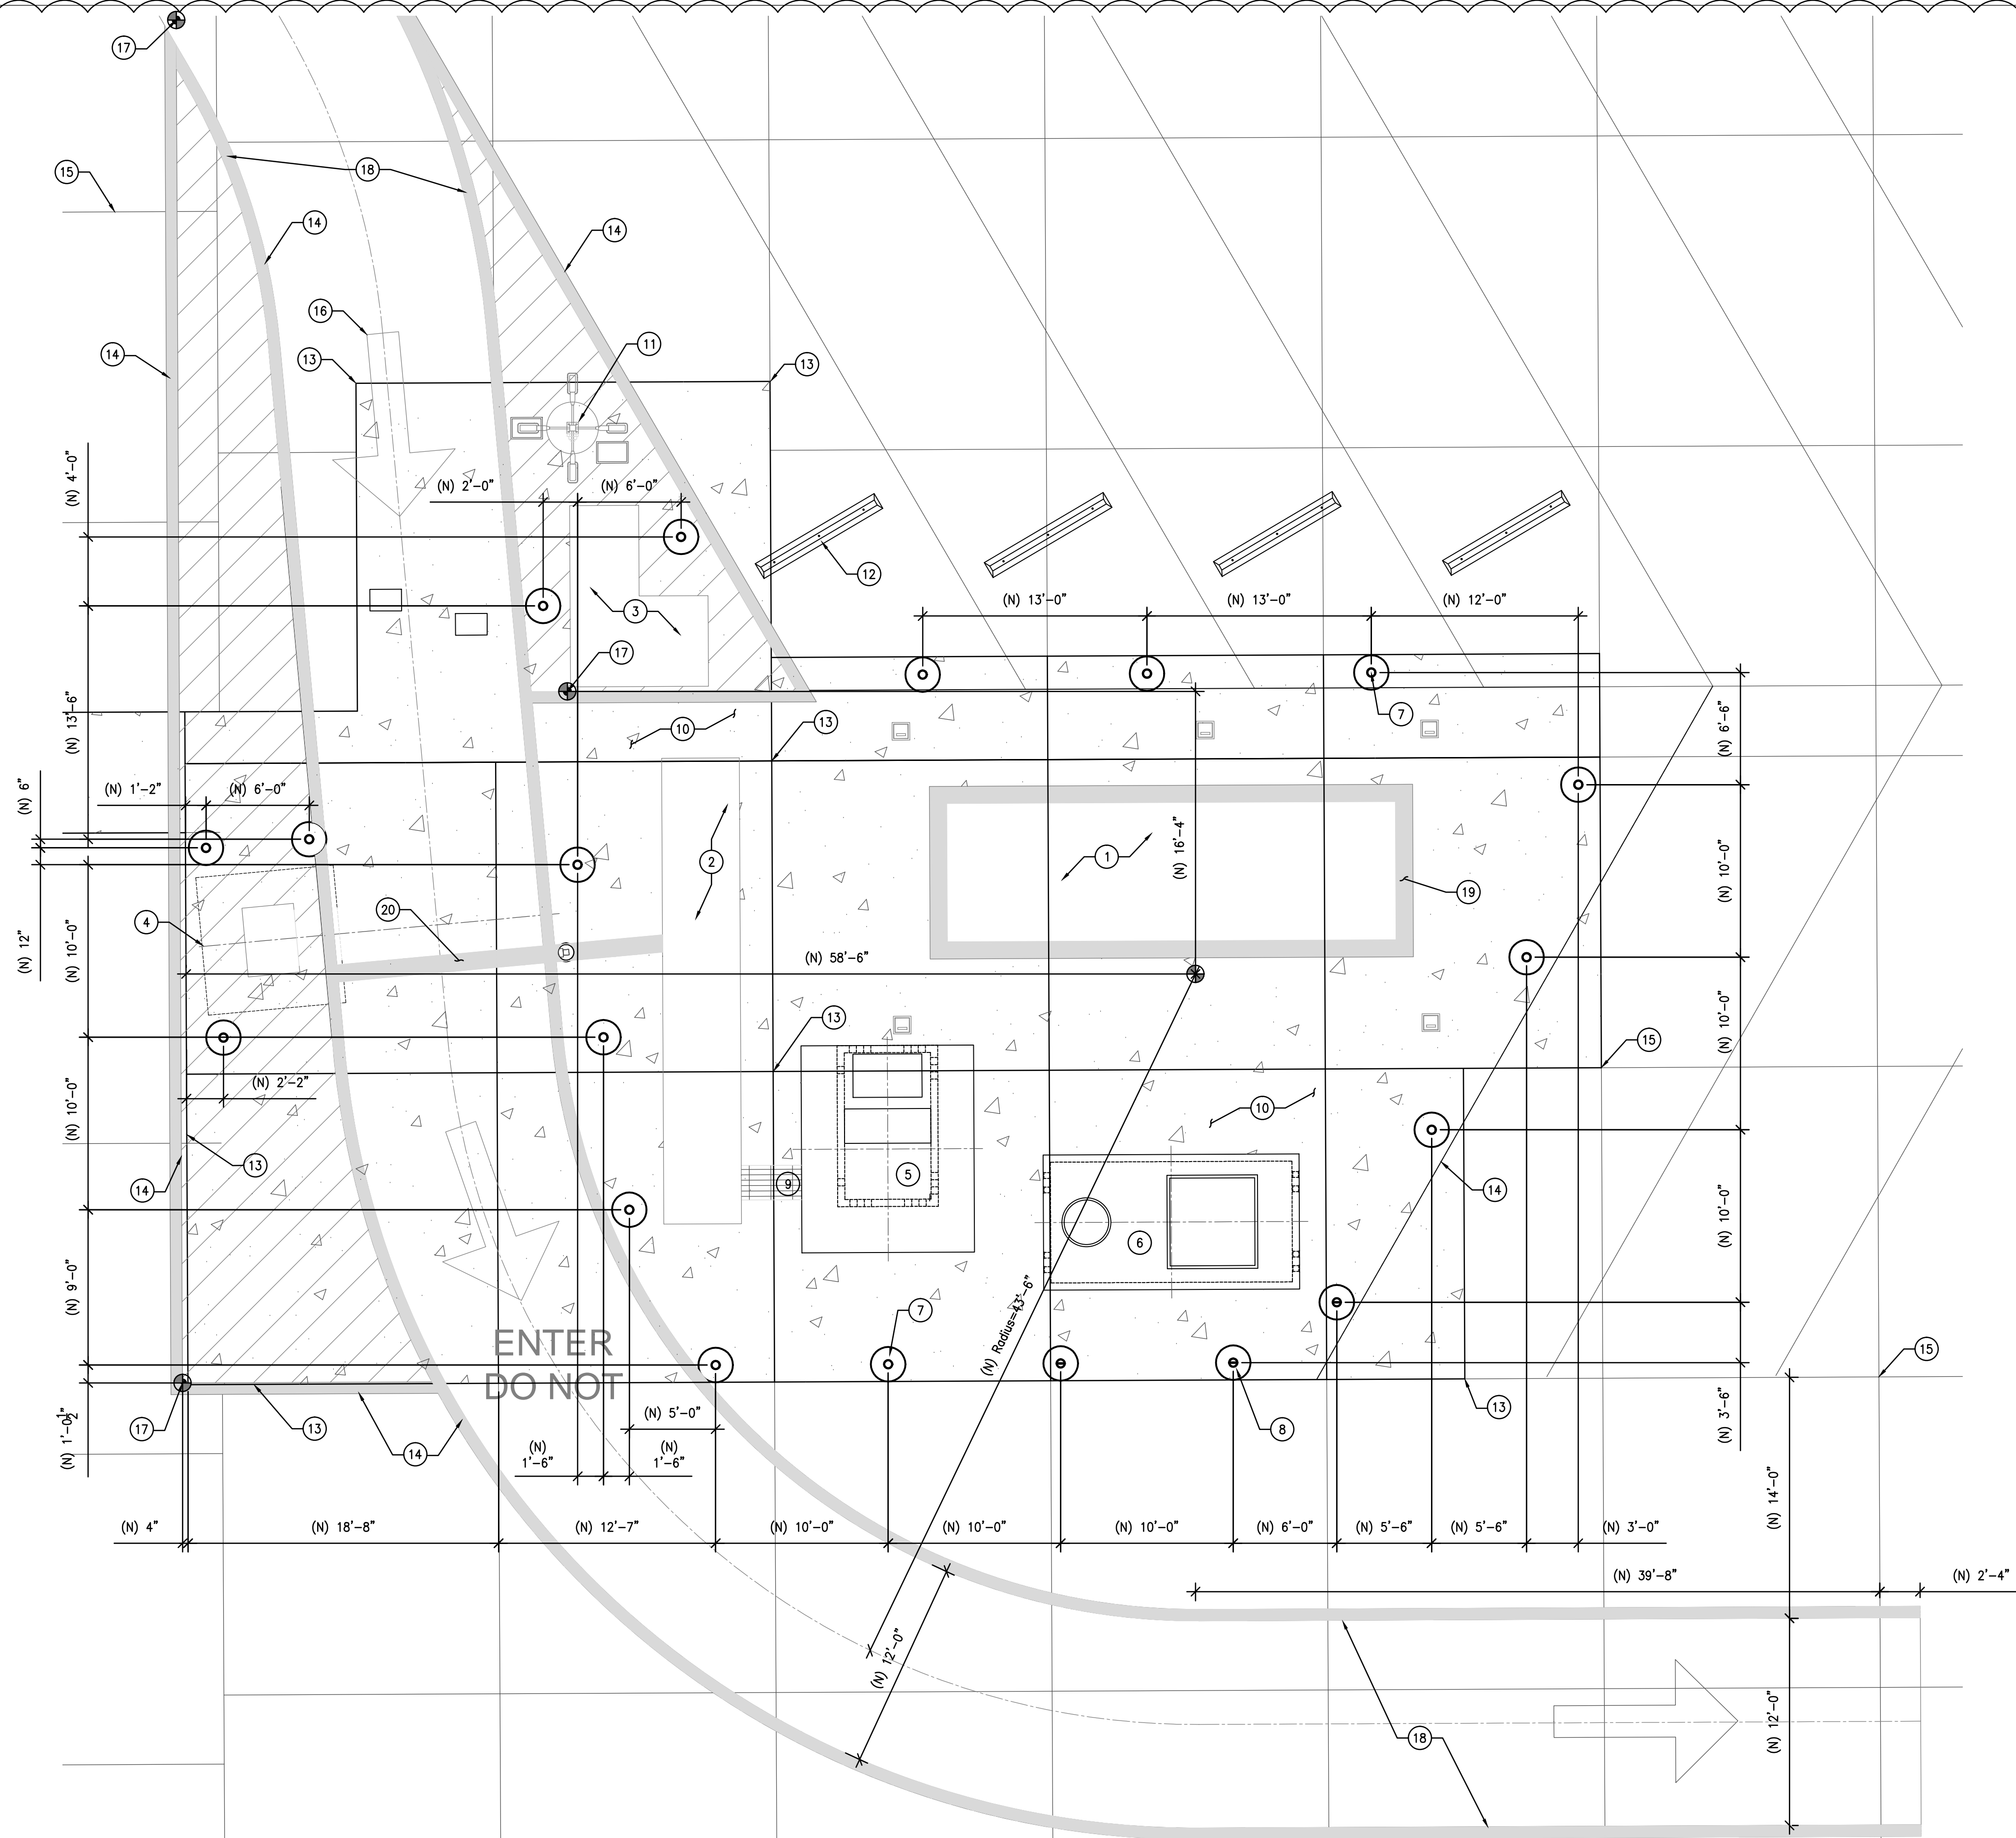 17
15
18
14
14
16
14
13
11
13
(N) 4'-0"
(N) 2'-0"
(N) 6'-0"
12
3
(N) 13'-0"
(N) 13'-0"
(N) 12'-0"
17
7
(N) 13'-6"
10
13
(N) 6'-6"
(N) 6"
(N) 1'-2"
(N) 6'-0"
2
1
(N) 16'-4"
19
(N) 10'-0"
4
20
(N) 12"
(N) 10'-0"
(N) 58'-6"
13
(N) 10'-0"
15
(N) 2'-2"
(N) 10'-0"
10
13
14
9
5
14
6
(N) 10'-0"
(N) 9'-0"
(N) Radius=43'-6"
7
ENTER
DO NOT
15
17
13
14
(N) 1'-0½"
(N) 5'-0"
(N)
1'-6"
(N)
1'-6"
8
13
(N) 3'-6"
(N) 14'-0"
(N) 4"
(N) 18'-8"
(N) 12'-7"
(N) 10'-0"
(N) 10'-0"
(N) 10'-0"
(N) 6'-0"
(N) 5'-6"
(N) 5'-6"
(N) 3'-0"
(N) 39'-8"
(N) 2'-4"
(N) 12'-0"
18
(N) 12'-0"